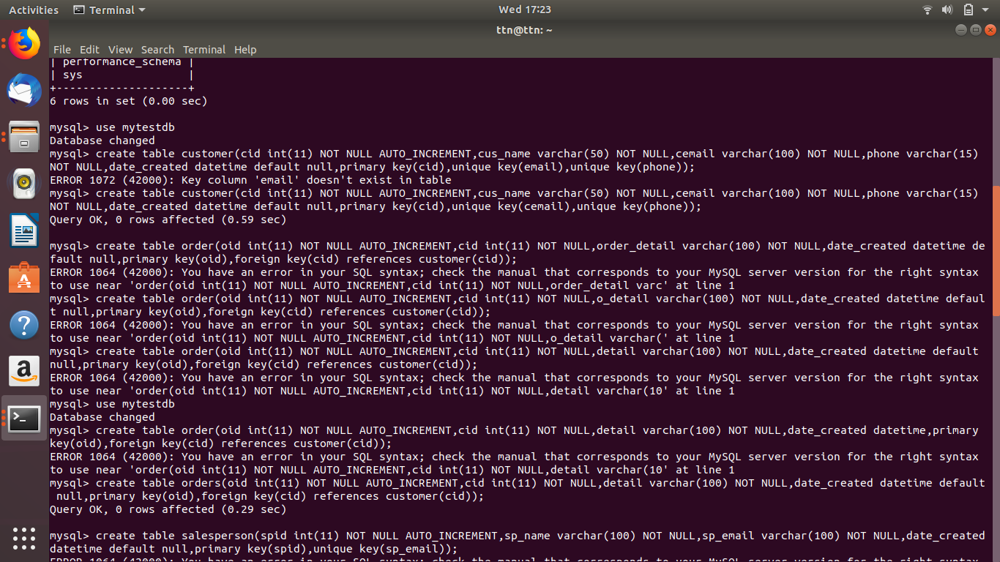 Activities Terminal Wed 17:23
ttn@ttn: ~
File Edit View Search Terminal Help
| performance_schema |
| sys                |
+--------------------+
6 rows in set (0.00 sec)
mysql> use mytestdb
Database changed
mysql> create table customer(cid int(11) NOT NULL AUTO_INCREMENT,cus_name varchar(50) NOT NULL,cemail varchar(100) NOT NULL,phone varchar(15)
NOT NULL,date_created datetime default null,primary key(cid),unique key(email),unique key(phone));
ERROR 1072 (42000): Key column 'email' doesn't exist in table
mysql> create table customer(cid int(11) NOT NULL AUTO_INCREMENT,cus_name varchar(50) NOT NULL,cemail varchar(100) NOT NULL,phone varchar(15)
NOT NULL,date_created datetime default null,primary key(cid),unique key(cemail),unique key(phone));
Query OK, 0 rows affected (0.59 sec)
mysql> create table order(oid int(11) NOT NULL AUTO_INCREMENT,cid int(11) NOT NULL,order_detail varchar(100) NOT NULL,date_created datetime de
fault null,primary key(oid),foreign key(cid) references customer(cid));
ERROR 1064 (42000): You have an error in your SQL syntax; check the manual that corresponds to your MySQL server version for the right syntax
to use near 'order(oid int(11) NOT NULL AUTO_INCREMENT,cid int(11) NOT NULL,order_detail varc' at line 1
mysql> create table order(oid int(11) NOT NULL AUTO_INCREMENT,cid int(11) NOT NULL,o_detail varchar(100) NOT NULL,date_created datetime defaul
t null,primary key(oid),foreign key(cid) references customer(cid));
ERROR 1064 (42000): You have an error in your SQL syntax; check the manual that corresponds to your MySQL server version for the right syntax
to use near 'order(oid int(11) NOT NULL AUTO_INCREMENT,cid int(11) NOT NULL,o_detail varchar(' at line 1
mysql> create table order(oid int(11) NOT NULL AUTO_INCREMENT,cid int(11) NOT NULL,detail varchar(100) NOT NULL,date_created datetime default
null,primary key(oid),foreign key(cid) references customer(cid));
ERROR 1064 (42000): You have an error in your SQL syntax; check the manual that corresponds to your MySQL server version for the right syntax
to use near 'order(oid int(11) NOT NULL AUTO_INCREMENT,cid int(11) NOT NULL,detail varchar(10' at line 1
mysql> use mytestdb
Database changed
mysql> create table order(oid int(11) NOT NULL AUTO_INCREMENT,cid int(11) NOT NULL,detail varchar(100) NOT NULL,date_created datetime,primary
key(oid),foreign key(cid) references customer(cid));
ERROR 1064 (42000): You have an error in your SQL syntax; check the manual that corresponds to your MySQL server version for the right syntax
to use near 'order(oid int(11) NOT NULL AUTO_INCREMENT,cid int(11) NOT NULL,detail varchar(10' at line 1
mysql> create table orders(oid int(11) NOT NULL AUTO_INCREMENT,cid int(11) NOT NULL,detail varchar(100) NOT NULL,date_created datetime default
 null,primary key(oid),foreign key(cid) references customer(cid));
Query OK, 0 rows affected (0.29 sec)
mysql> create table salesperson(spid int(11) NOT NULL AUTO_INCREMENT,sp_name varchar(100) NOT NULL,sp_email varchar(100) NOT NULL,date_created
datetime default null,primary key(spid),unique key(sp_email));
ERROR 1064 (42000): You have an error in your SQL syntax; check the manual that corresponds to your MySQL server version for the right syntax